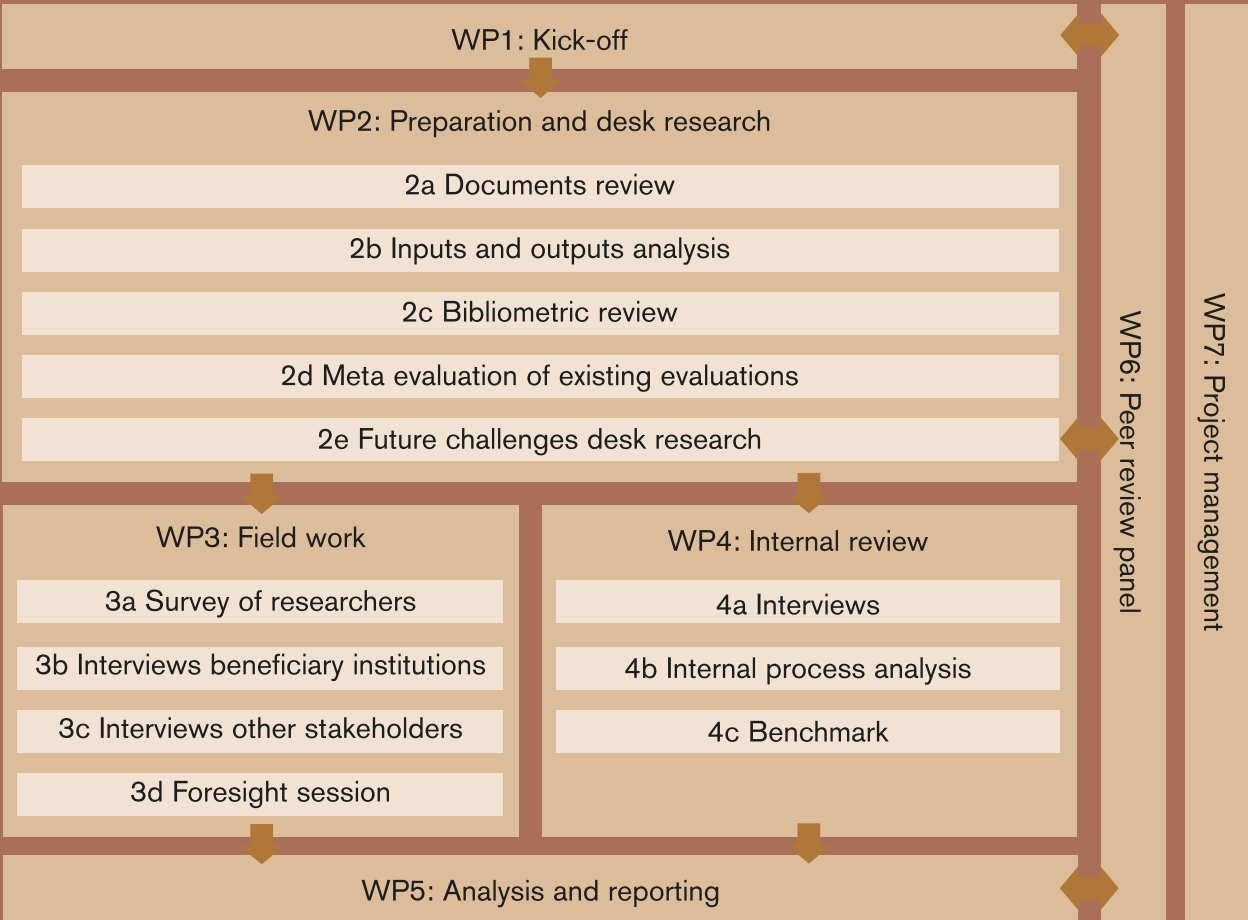 WP1: Kick-off
WP2: Preparation and desk research
2a Documents review
2b Inputs and outputs analysis
2c Bibliometric review
2d Meta evaluation of existing evaluations
2e Future challenges desk research
WP3: Field work
3a Survey of researchers
3b Interviews beneficiary institutions
3c Interviews other stakeholders
3d Foresight session
WP4: Internal review
4a Interviews
4b Internal process analysis
4c Benchmark
WP5: Analysis and reporting
WP6: Peer review panel
WP7: Project management